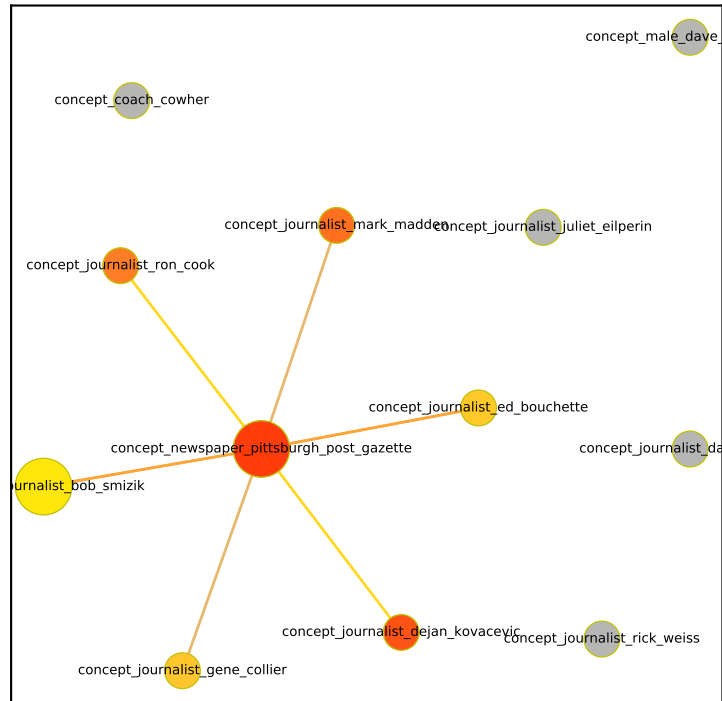 concept_male_dave_
concept_coach_cowher
concept_journalist_mark_madden
concept_journalist_juliet_eilperin
concept_journalist_ron_cook
concept_journalist_ed_bouchette
concept_newspaper_pittsburgh_post_gazette
concept_journalist_da
ournalist_bob_smizik
concept_journalist_dejan_kovacevic
concept_journalist_rick_weiss
concept_journalist_gene_collier